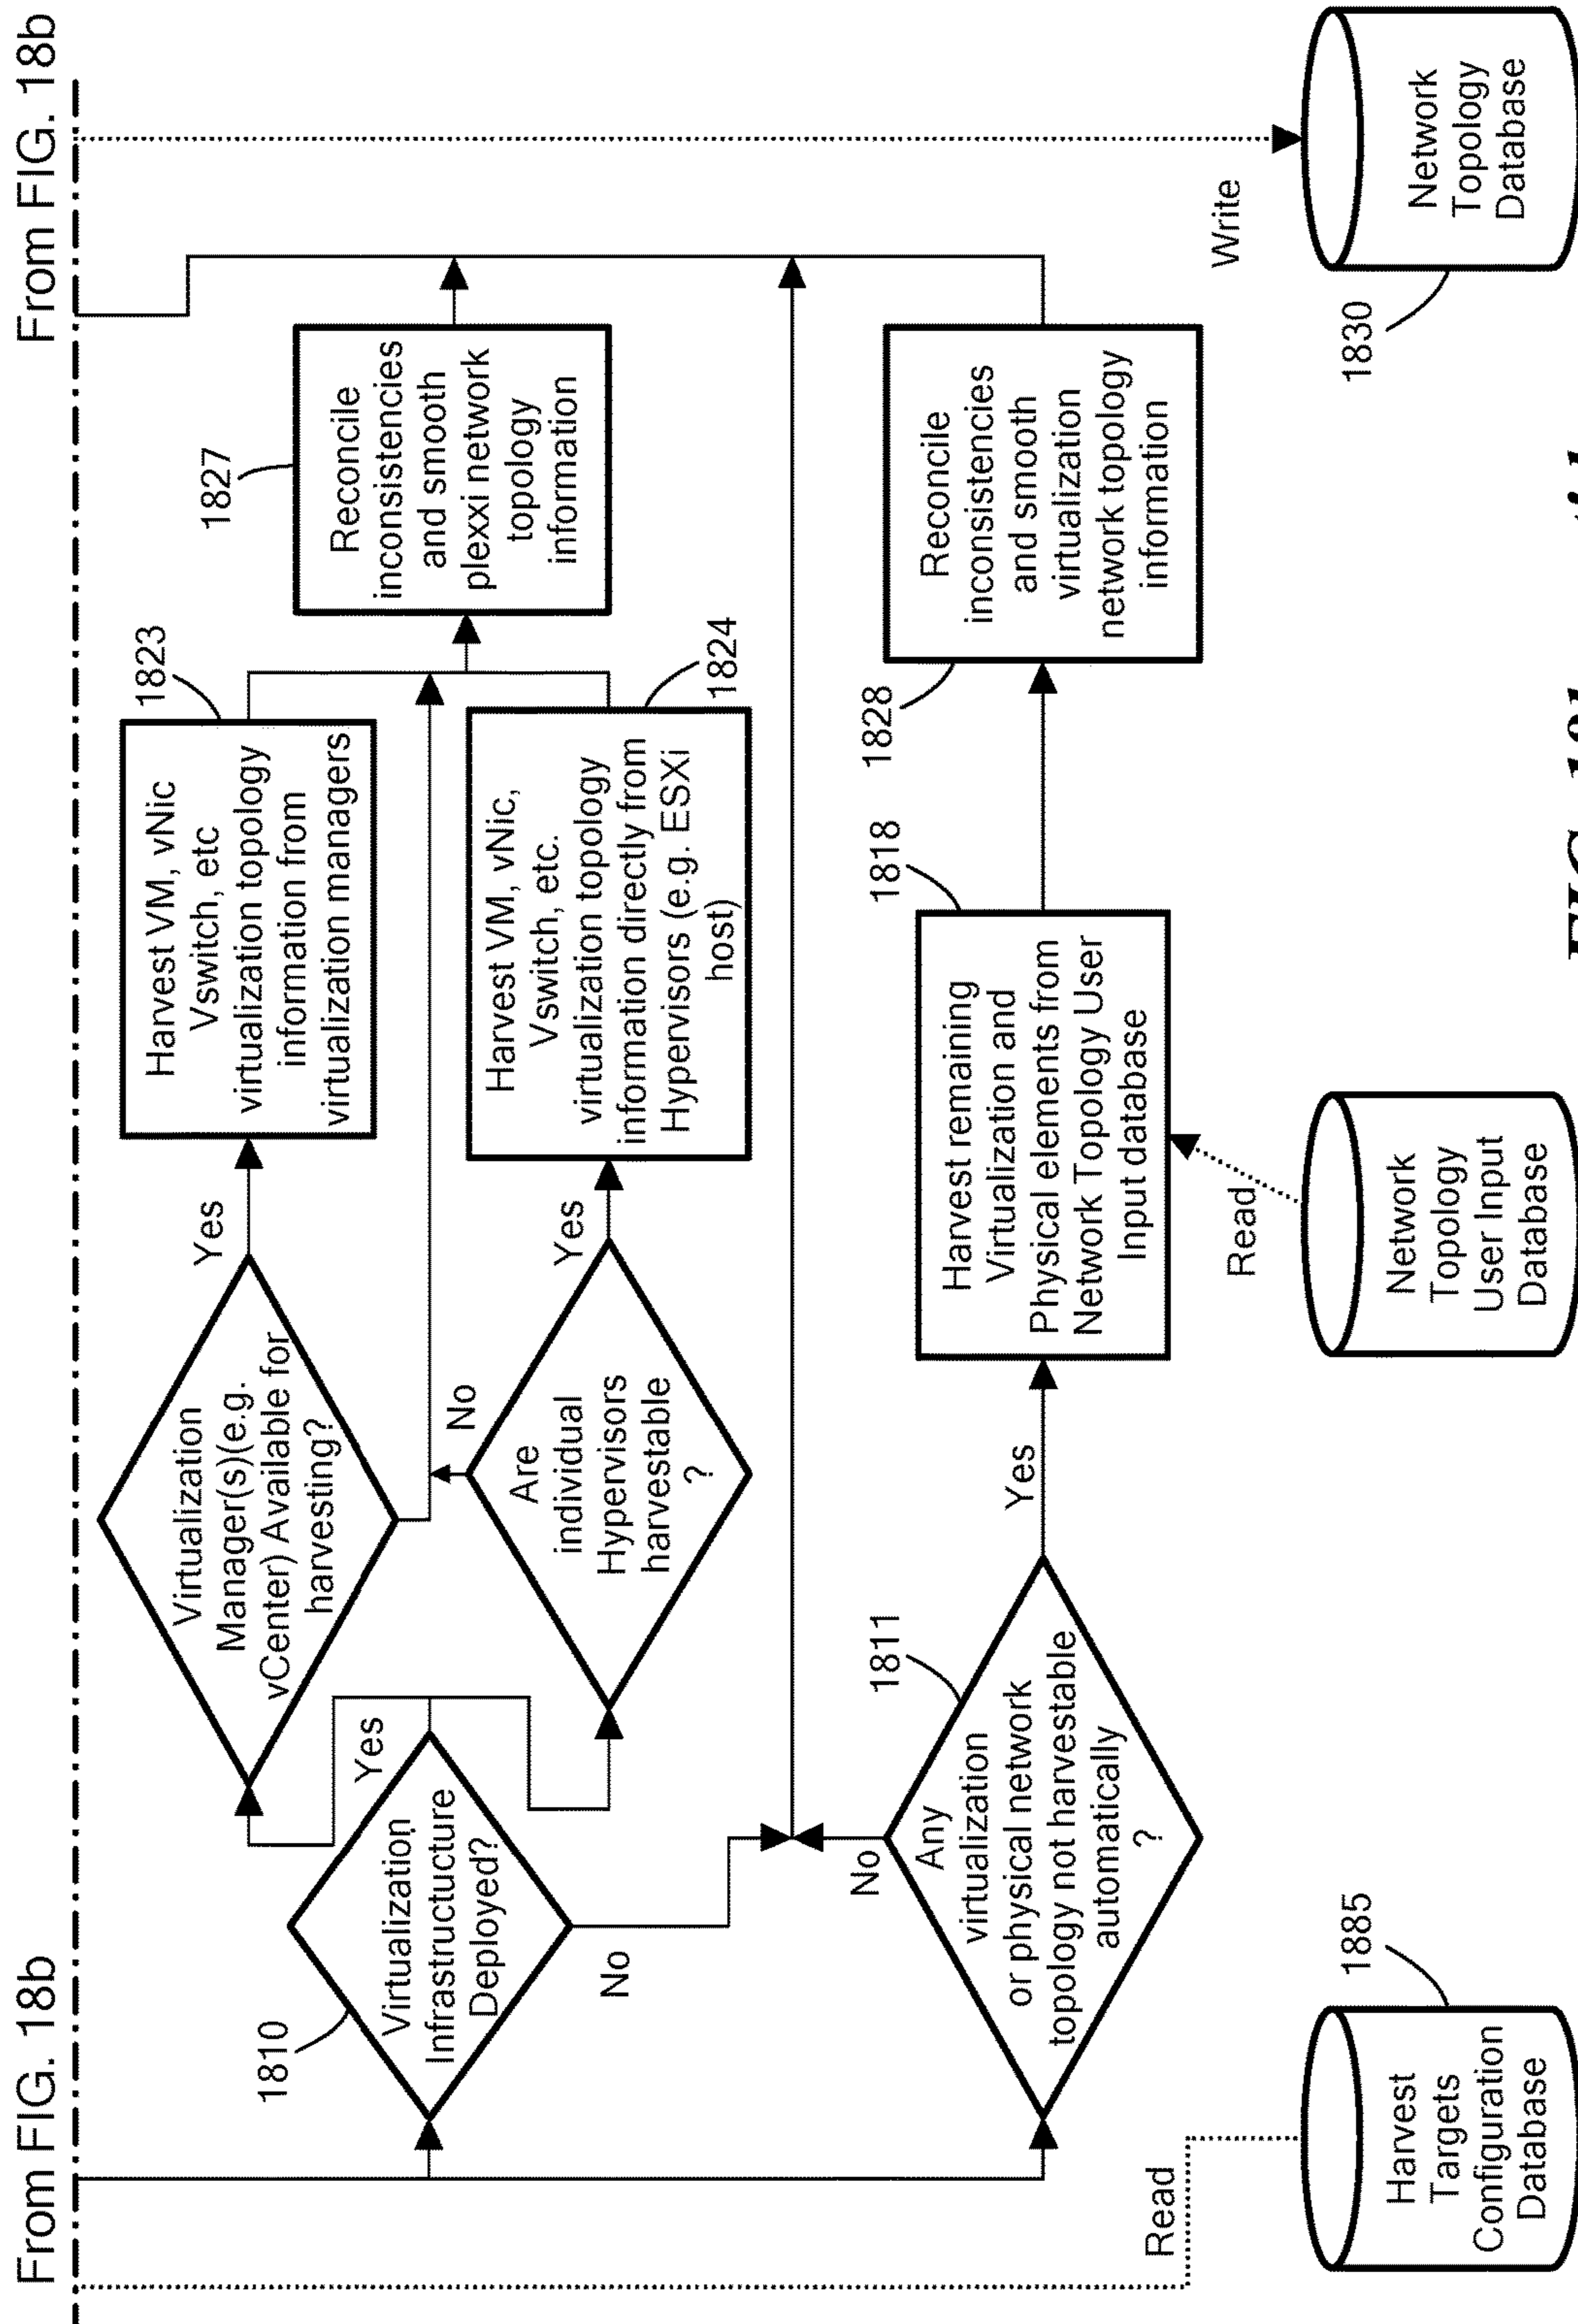 From FIG. 18b
From FIG. 18b
1810
Virtualization
Infrastructure
Deployed?
Yes
No
Virtualization
Manager(s)(e.g.
vCenter) Available for
harvesting?
Yes
1823
Harvest VM, vNic
Vswitch, etc
virtualization topology
information from
virtualization managers
Are
individual
Hypervisors
harvestable
?
No
Yes
1824
Harvest VM, vNic,
Vswitch, etc.
virtualization topology
information directly from
Hypervisors (e.g. ESXi
host)
1827
Reconcile
inconsistencies
and smooth
plexxi network
topology
information
1811
Any
virtualization
or physical network
topology not harvestable
automatically
?
No
Yes
1818
Harvest remaining
Virtualization and
Physical elements from
Network Topology User
Input database
1828
Reconcile
inconsistencies
and smooth
virtualization
network topology
information
Read
1885
Harvest
Targets
Configuration
Database
Read
Network
Topology
User Input
Database
Write
1830
Network
Topology
Database